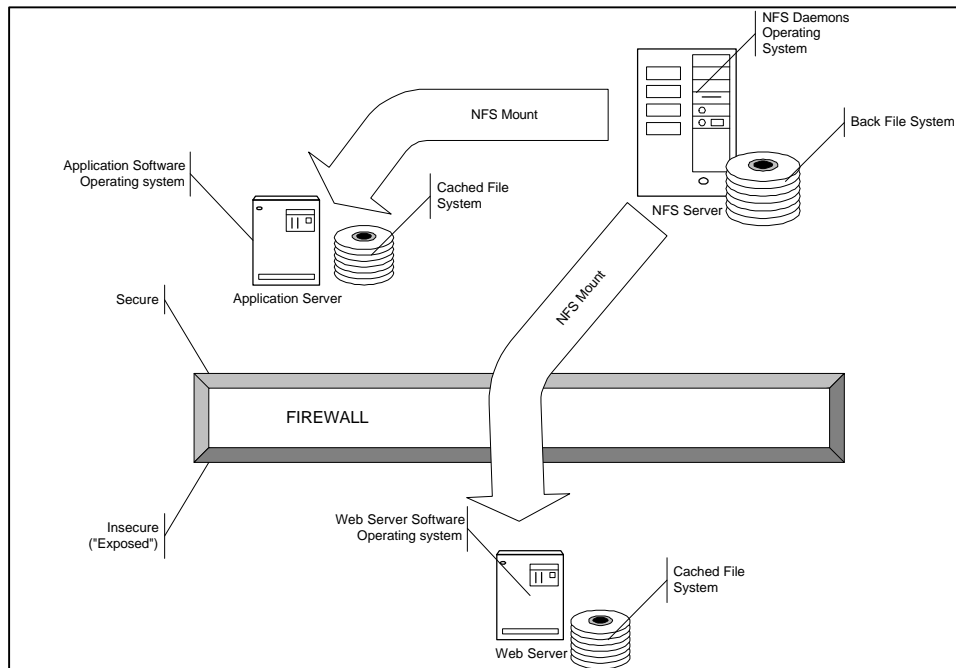 NFS Daemons
Operating
System
NFS Mount
Back File System
Application Software
Operating system
Cached File
System
NFS Server
Application Server
NFS Mount
Secure
FIREWALL
Insecure
("Exposed")
Web Server Software
Operating system
Cached File
System
Web Server